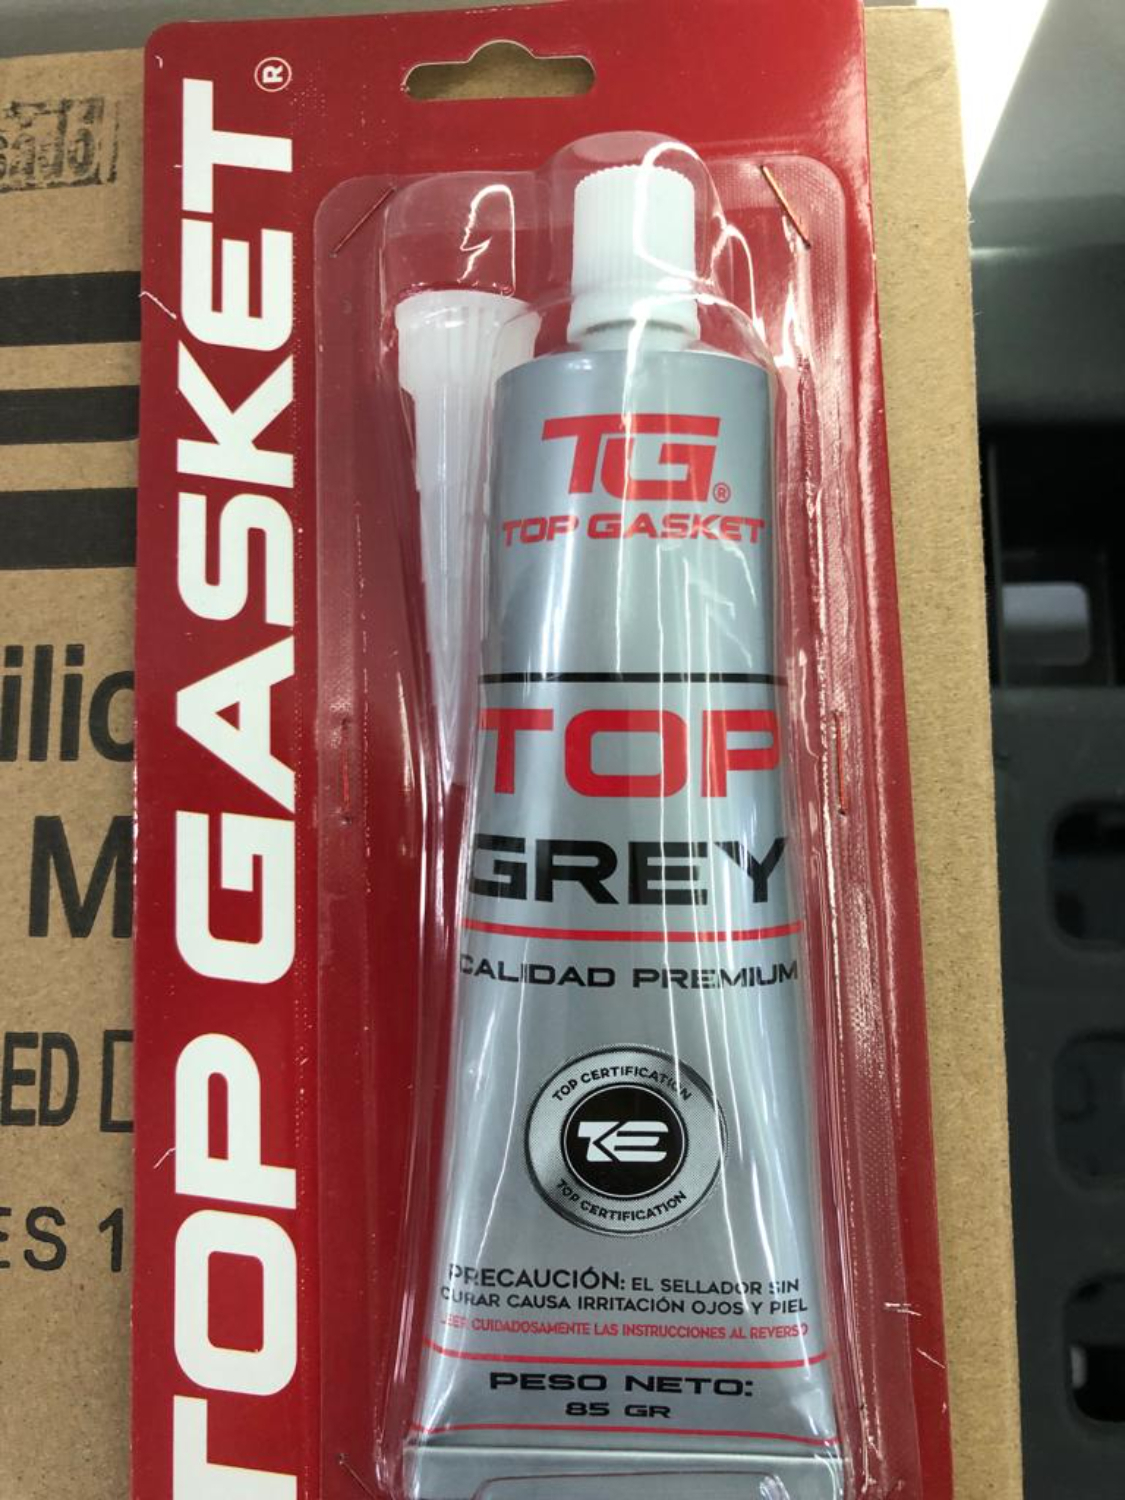 TOP GASKET®
TG®
TOP GASKET
TOP
GREY
CALIDAD PREMIUM
TOP CERTIFICATION
TOP CERTIFICATION
PRECAUCIÓN: EL SELLADOR SIN
CURAR CAUSA IRRITACIÓN OJOS Y PIEL
LEER CUIDADOSAMENTE LAS INSTRUCCIONES AL REVERSO
PESO NETO:
85 GR
ilic
M
ED
ES 1